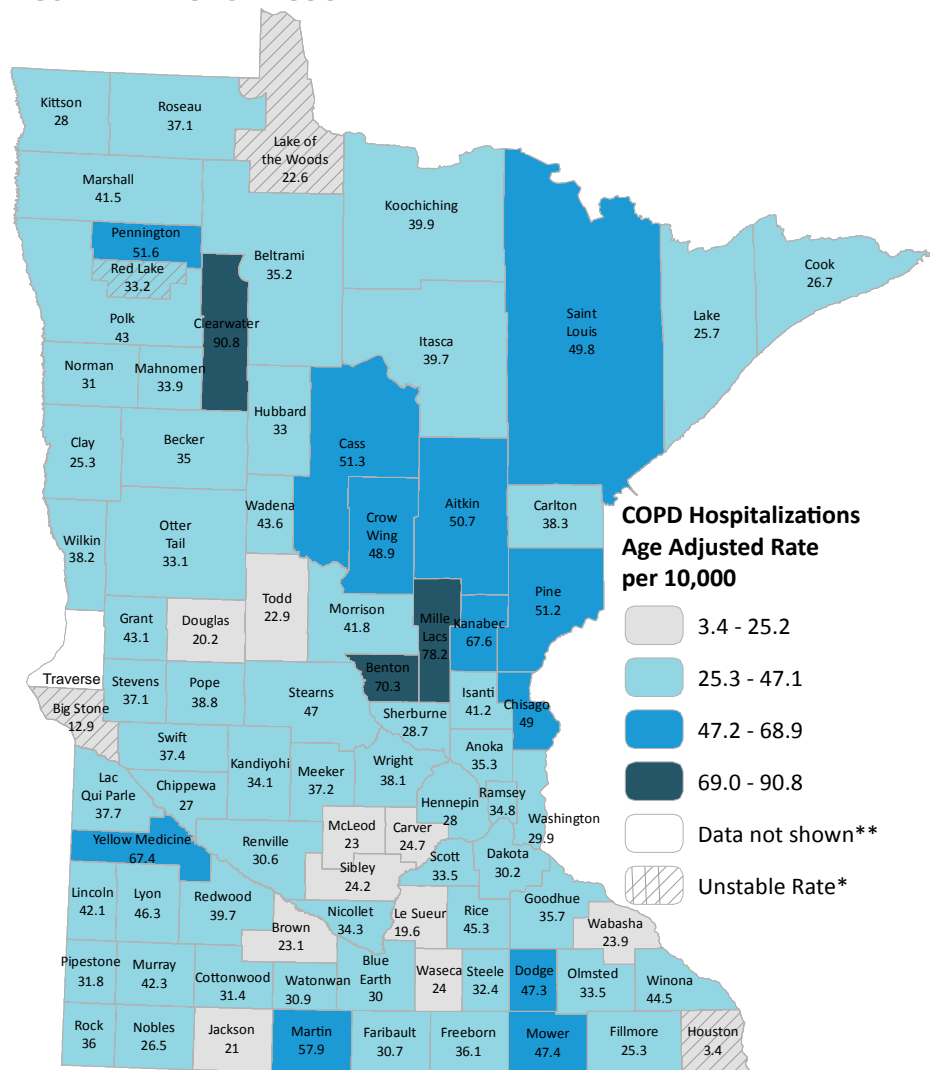 Kittson
28
Roseau
37.1
Lake of
the Woods
22.6
Marshall
41.5
Koochiching
39.9
Pennington
51.6
Beltrami
35.2
Red Lake
33.2
Cook
26.7
Polk
43
Clearwater
90.8
Saint
Louis
49.8
Lake
25.7
Itasca
39.7
Norman
31
Mahnomen
33.9
Hubbard
33
Clay
25.3
Becker
35
Cass
51.3
Wadena
43.6
Aitkin
50.7
Carlton
38.3
Crow
Wing
48.9
Wilkin
38.2
Otter
Tail
33.1
COPD Hospitalizations
Age Adjusted Rate
per 10,000
3.4 - 25.2
25.3 - 47.1
47.2 - 68.9
69.0 - 90.8
Data not shown**
Unstable Rate*
Todd
22.9
Pine
51.2
Grant
43.1
Douglas
20.2
Morrison
41.8
Mille
Lacs
78.2
Kanabec
67.6
Benton
70.3
Traverse
Stevens
37.1
Pope
38.8
Stearns
47
Isanti
41.2
Chisago
49
Big Stone
12.9
Sherburne
28.7
Swift
37.4
Kandiyohi
34.1
Meeker
37.2
Wright
38.1
Anoka
35.3
Lac
Qui Parle
37.7
Chippewa
27
Hennepin
28
Ramsey
34.8
Washington
29.9
Yellow Medicine
67.4
Renville
30.6
McLeod
23
Carver
24.7
Scott
33.5
Dakota
30.2
Sibley
24.2
Lincoln
42.1
Lyon
46.3
Redwood
39.7
Nicollet
34.3
Le Sueur
19.6
Rice
45.3
Goodhue
35.7
Wabasha
23.9
Brown
23.1
Pipestone
31.8
Murray
42.3
Cottonwood
31.4
Watonwan
30.9
Blue
Earth
30
Waseca
24
Steele
32.4
Dodge
47.3
Olmsted
33.5
Winona
44.5
Rock
36
Nobles
26.5
Jackson
21
Martin
57.9
Faribault
30.7
Freeborn
36.1
Mower
47.4
Fillmore
25.3
Houston
3.4